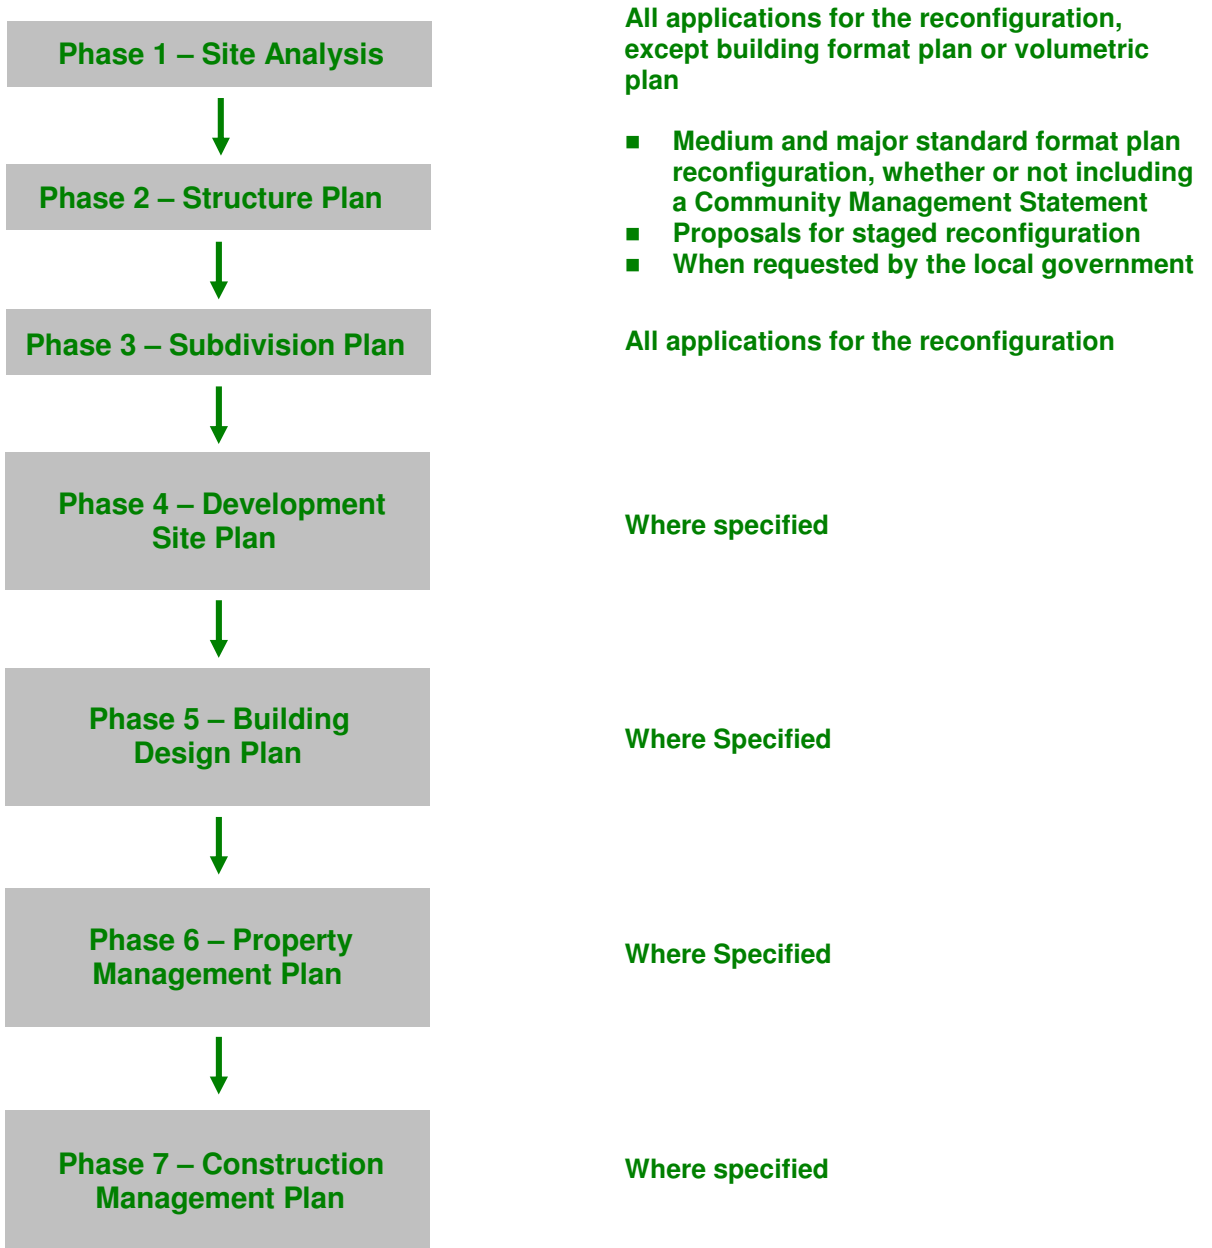 Phase 1 – Site Analysis
All applications for the reconfiguration,
except building format plan or volumetric
plan
Phase 2 – Structure Plan
■ Medium and major standard format plan
reconfiguration, whether or not including
a Community Management Statement
■ Proposals for staged reconfiguration
■ When requested by the local government
Phase 3 – Subdivision Plan
All applications for the reconfiguration
Phase 4 – Development
Site Plan
Where specified
Phase 5 – Building
Design Plan
Where Specified
Phase 6 – Property
Management Plan
Where Specified
Phase 7 – Construction
Management Plan
Where specified